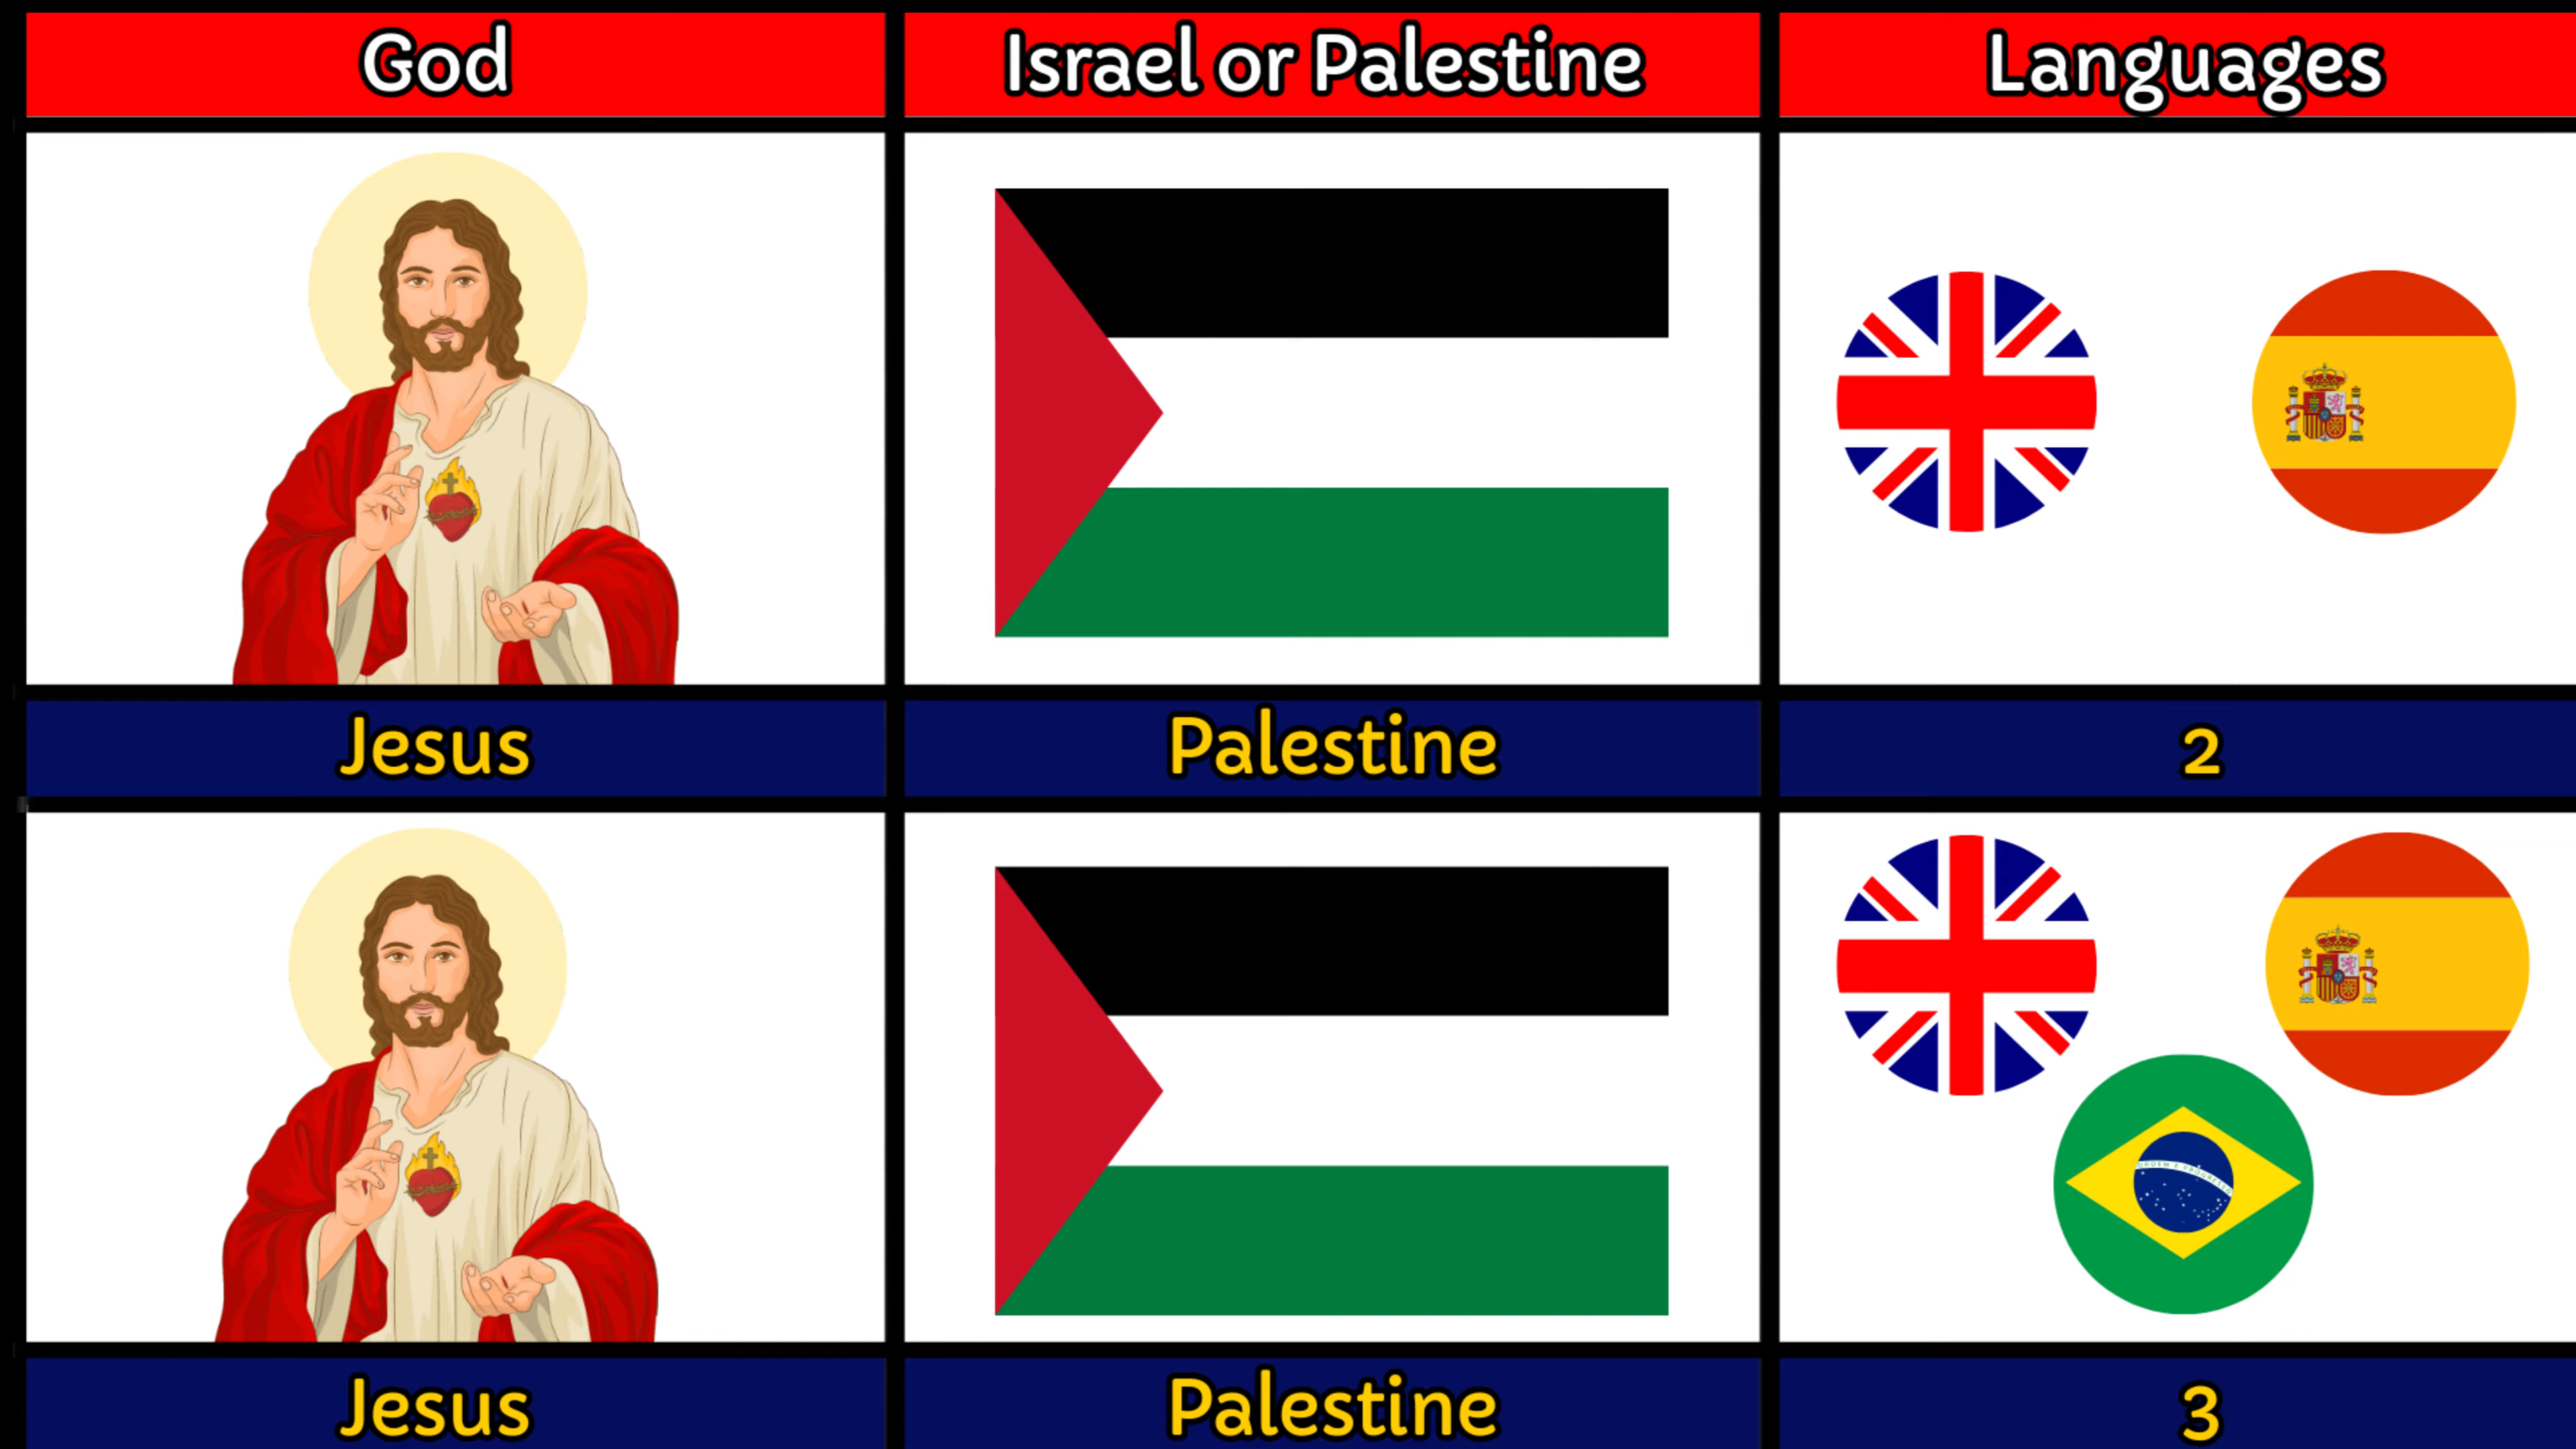 God
Israel or Palestine
Languages
Jesus
Palestine
2
Jesus
Palestine
3